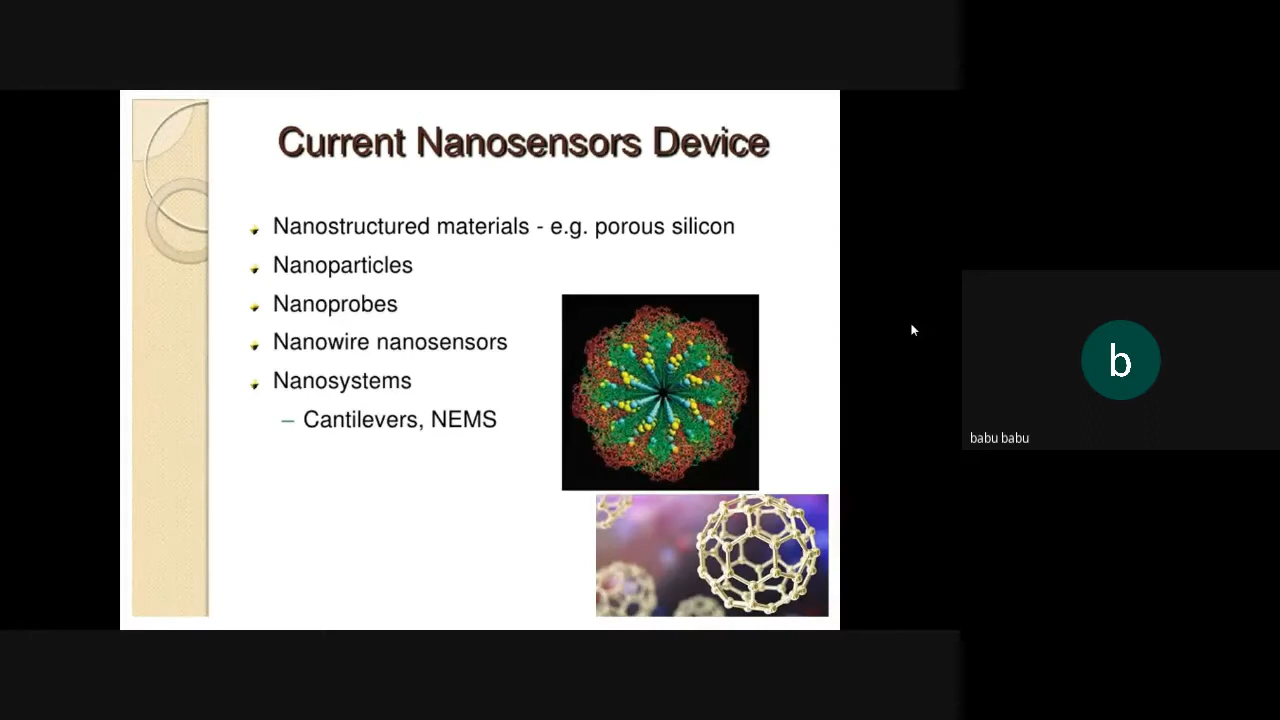 Current Nanosensors Device
Nanostructured materials - e.g. porous silicon
Nanoparticles
Nanoprobes
Nanowire nanosensors
Nanosystems
– Cantilevers, NEMS
b
babu babu